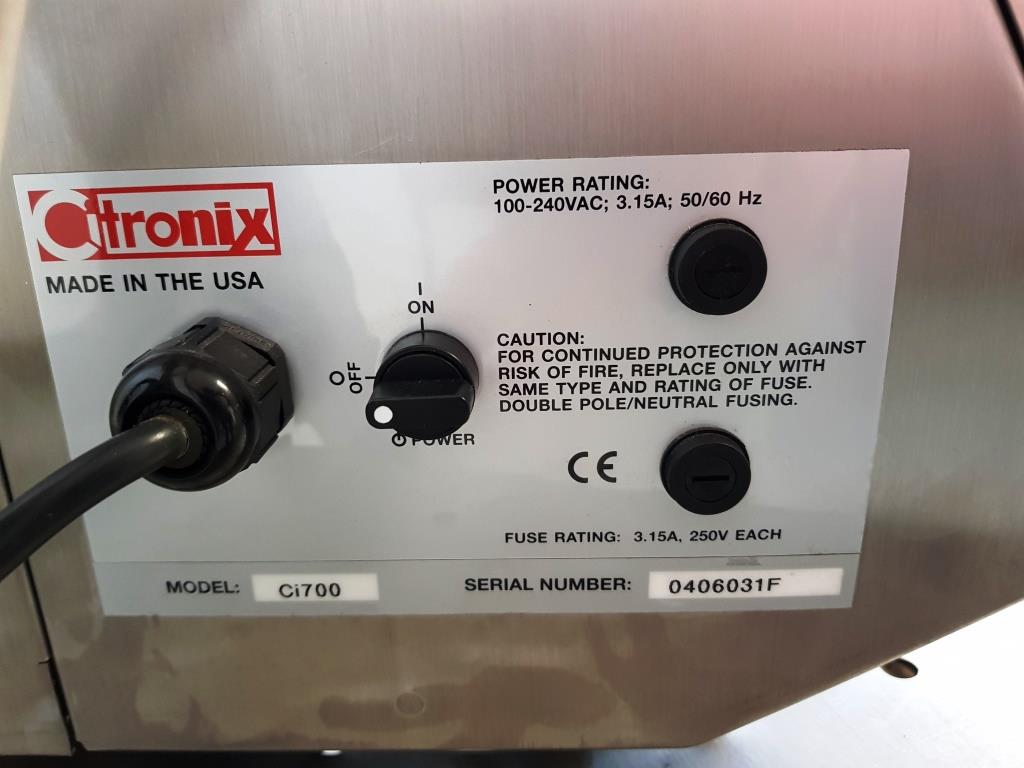 Citronix
MADE IN THE USA
POWER RATING:
100-240VAC; 3.15A; 50/60 Hz
I
ON
O
OFF
POWER
CAUTION:
FOR CONTINUED PROTECTION AGAINST
RISK OF FIRE, REPLACE ONLY WITH
SAME TYPE AND RATING OF FUSE.
DOUBLE POLE/NEUTRAL FUSING.
CE
FUSE RATING: 3.15A, 250V EACH
MODEL: Ci700
SERIAL NUMBER: 0406031F